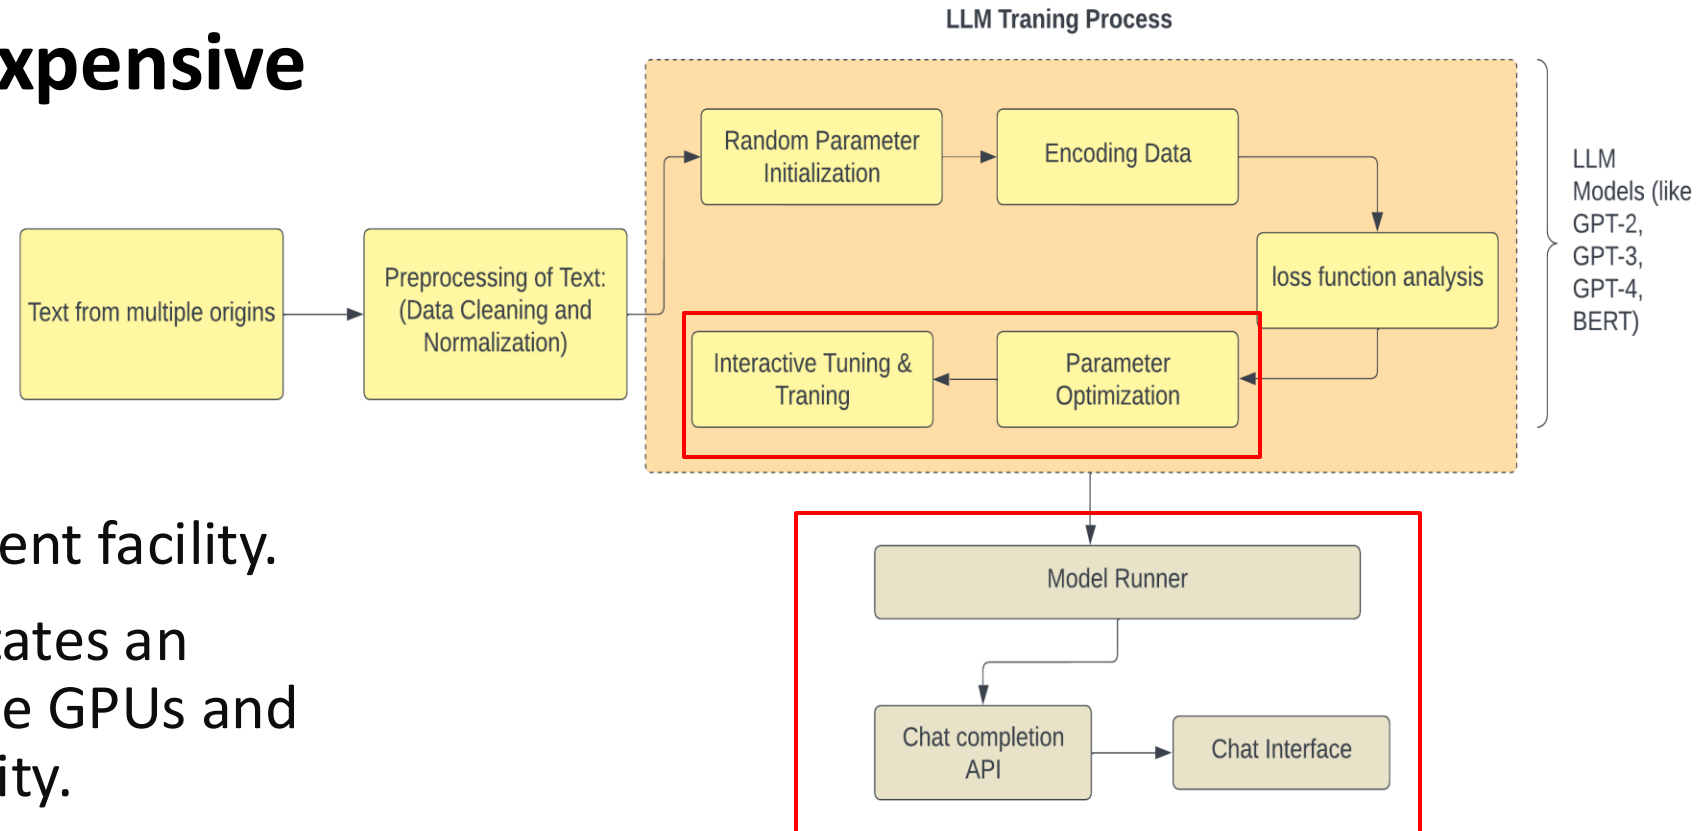 LLM Traning Process
xpensive
Random Parameter
Initialization
Encoding Data
LLM
Models (like
GPT-2,
GPT-3,
GPT-4,
BERT)
Text from multiple origins
Preprocessing of Text:
(Data Cleaning and
Normalization)
loss function analysis
Interactive Tuning &
Traning
Parameter
Optimization
ent facility.
tates an
e GPUs and
ity.
Model Runner
Chat completion
API
Chat Interface